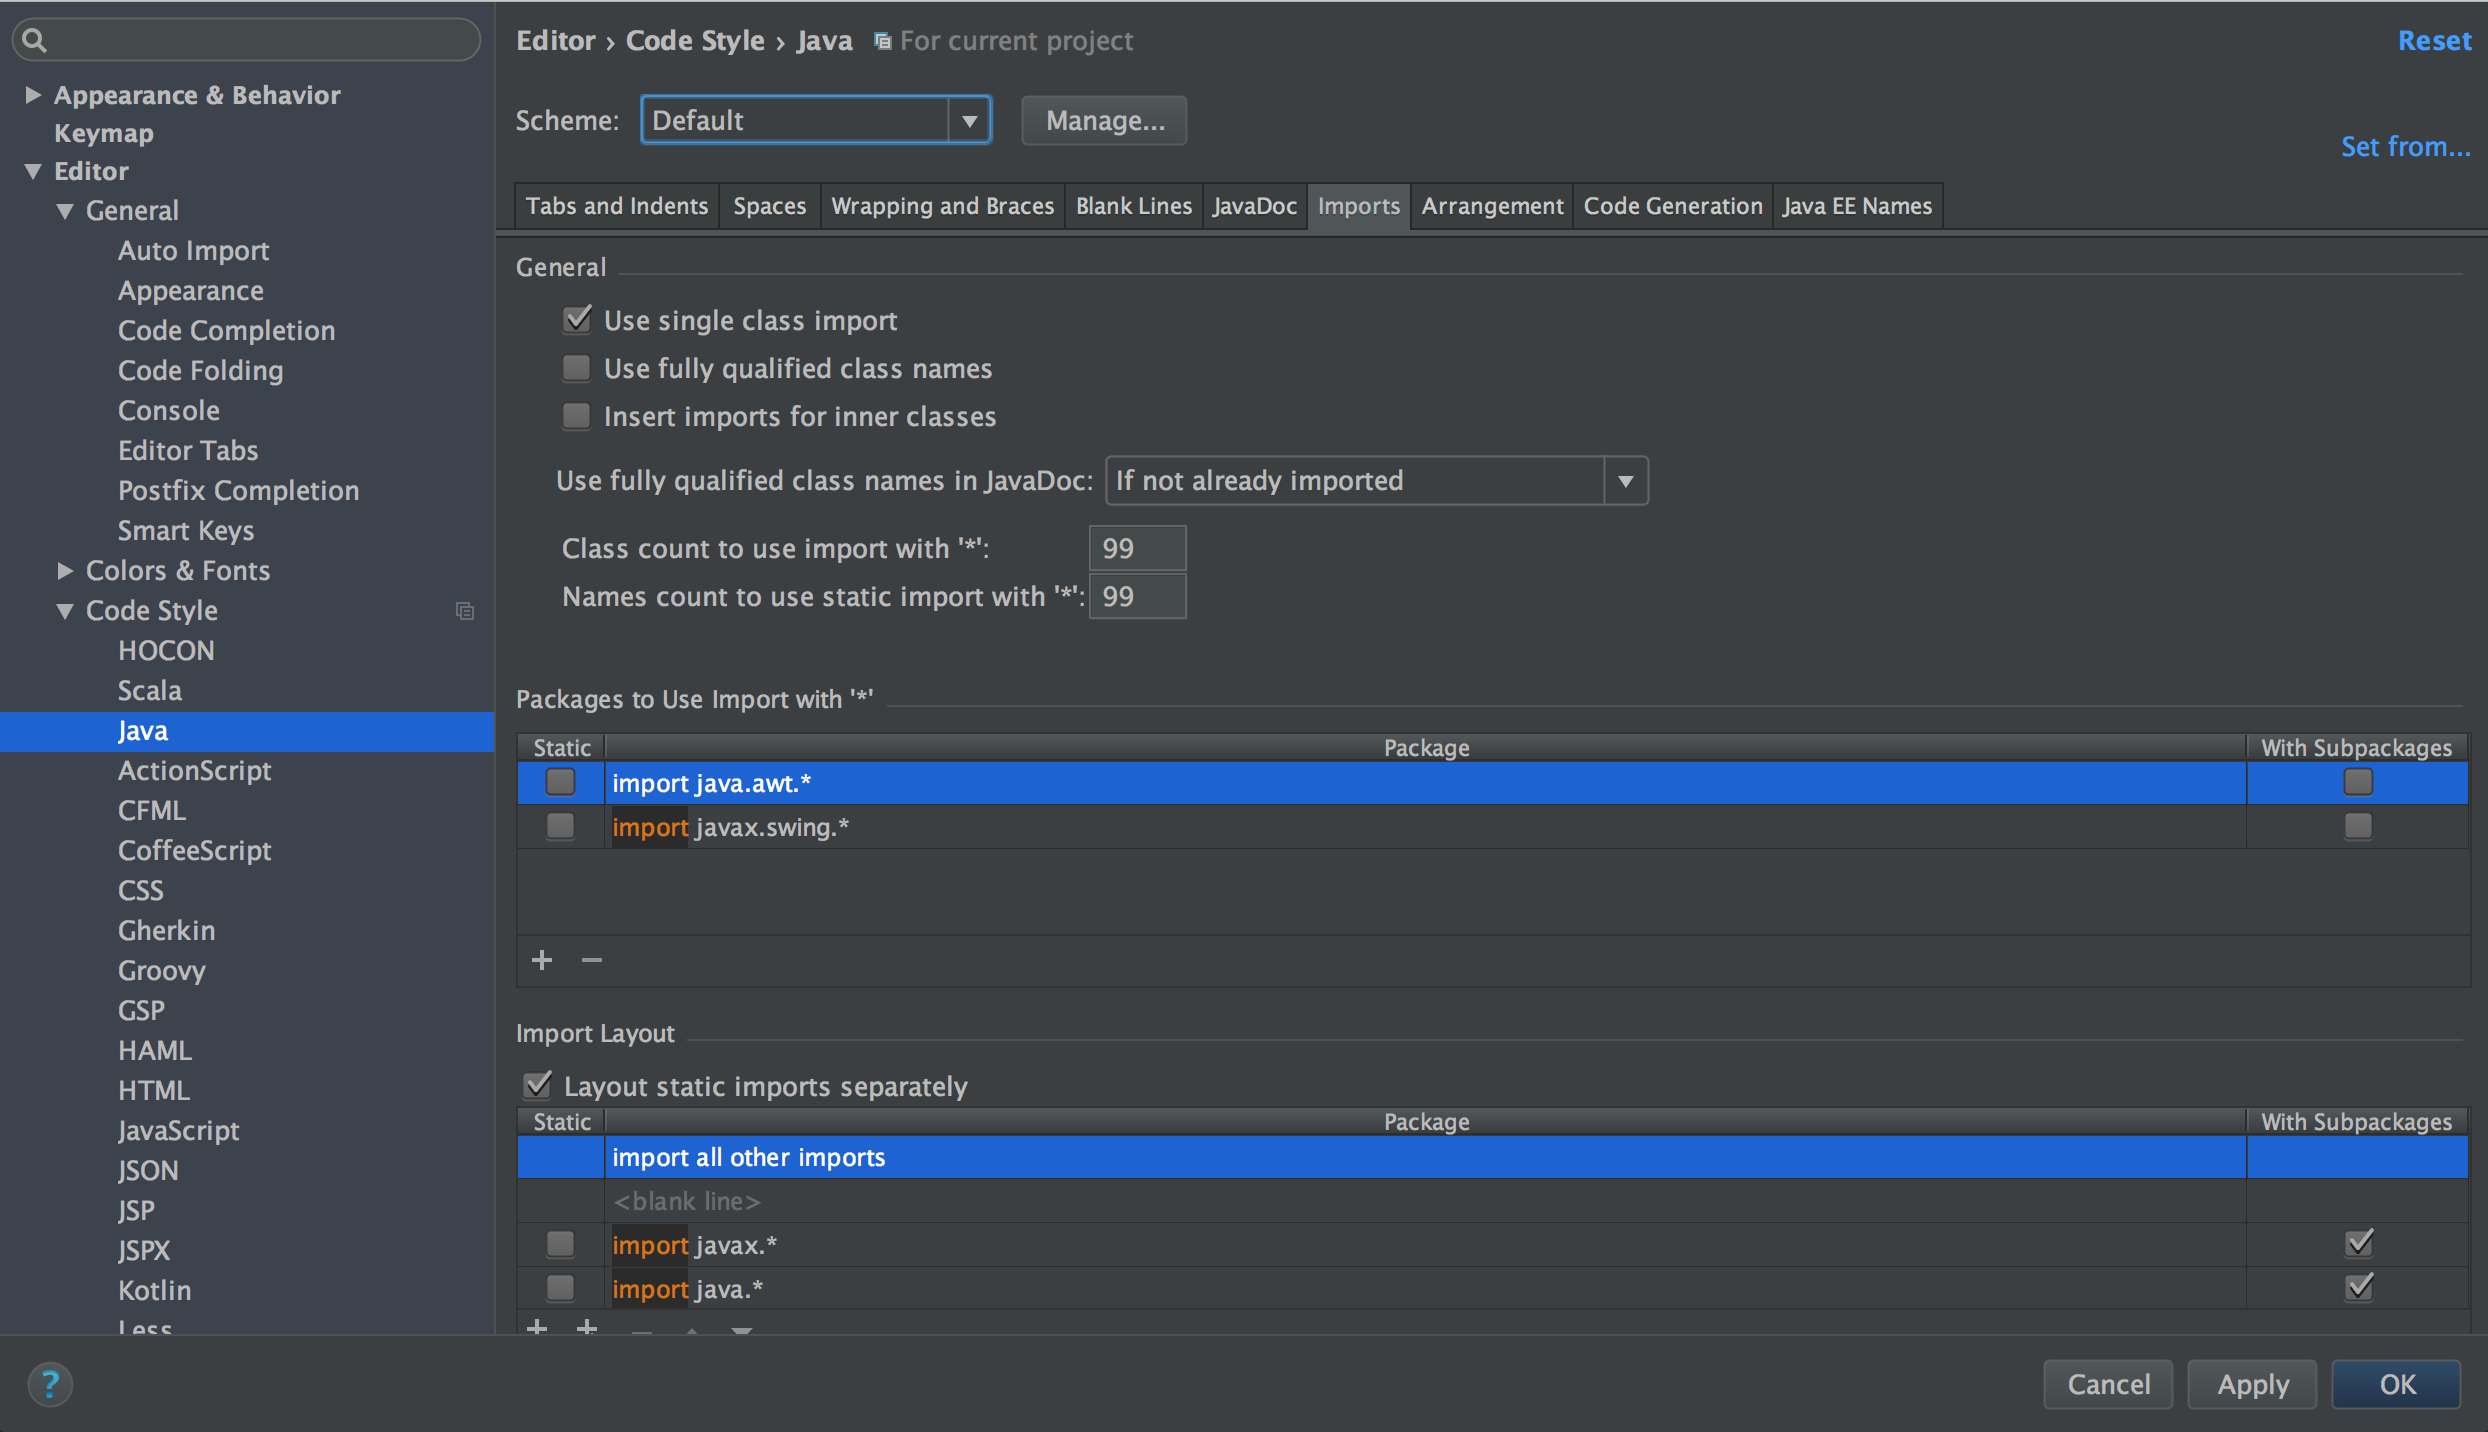 Appearance & Behavior
Keymap
Editor
General
Auto Import
Appearance
Code Completion
Code Folding
Console
Editor Tabs
Postfix Completion
Smart Keys
Colors & Fonts
Code Style
HOCON
Scala
Java
ActionScript
CFML
CoffeeScript
CSS
Gherkin
Groovy
GSP
HAML
HTML
JavaScript
JSON
JSP
JSPX
Kotlin
Less
Editor › Code Style › Java For current project Reset
Scheme: Default Manage...
Set from...
Tabs and Indents Spaces Wrapping and Braces Blank Lines JavaDoc Imports Arrangement Code Generation Java EE Names
General
Use single class import
Use fully qualified class names
Insert imports for inner classes
Use fully qualified class names in JavaDoc: If not already imported
Class count to use import with '*': 99
Names count to use static import with '*': 99
Packages to Use Import with '*'
Static Package With Subpackages
import java.awt.*
import javax.swing.*
Import Layout
Layout static imports separately
Static Package With Subpackages
import all other imports
<blank line>
import javax.*
import java.*
? Cancel Apply OK